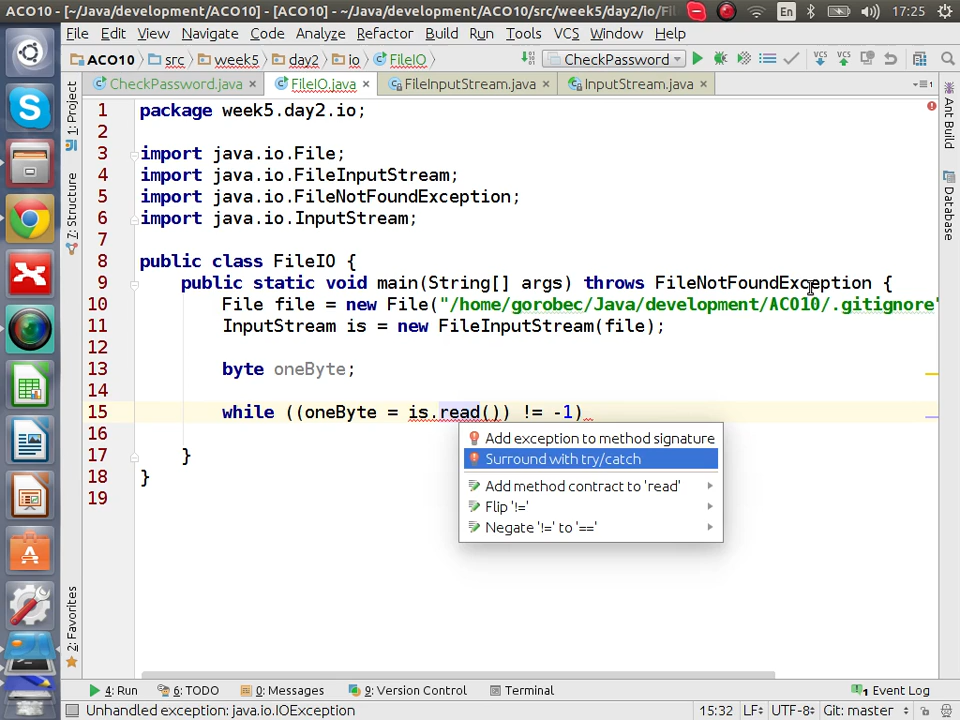 ACO10 - [~/Java/development/ACO10] - [ACO10] - ~/Java/development/ACO10/src/week5/day2/io/Fil En 17:25
File Edit View Navigate Code Analyze Refactor Build Run Tools VCS Window Help
ACO10 src week5 day2 io FileIO CheckPassword VCS VCS
CheckPassword.java × FileIO.java × FileInputStream.java × InputStream.java ×
1: Project
7: Structure
2: Favorites
Ant Build
Database
1 package week5.day2.io;
2
3 import java.io.File;
4 import java.io.FileInputStream;
5 import java.io.FileNotFoundException;
6 import java.io.InputStream;
7
8 public class FileIO {
9 public static void main(String[] args) throws FileNotFoundException {
10 File file = new File("/home/gorobec/Java/development/ACO10/.gitignore"
11 InputStream is = new FileInputStream(file);
12
13 byte oneByte;
14
15 while ((oneByte = is.read()) != -1)
16
17 }
18 }
19
Add exception to method signature
Surround with try/catch
Add method contract to 'read'
Flip '!='
Negate '!=' to '=='
4: Run 6: TODO 0: Messages 9: Version Control Terminal 1 Event Log
Unhandled exception: java.io.IOException 15:32 LF UTF-8 Git: master